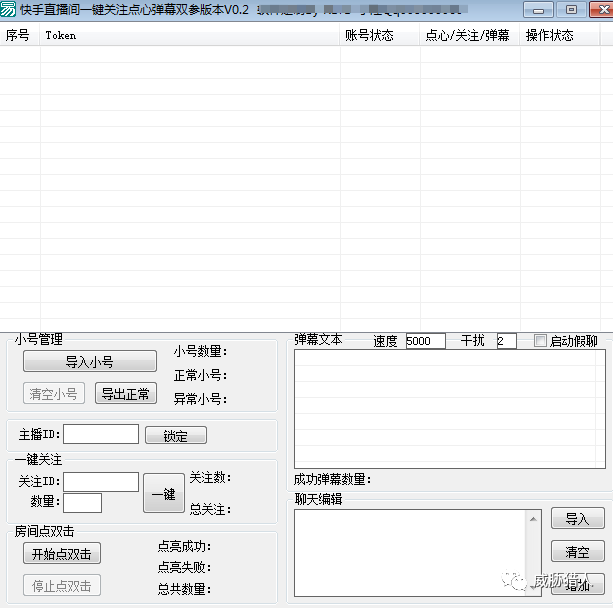 快手直播间一键关注点心弹幕双参版本V0.2
序号 Token 账号状态 点心/关注/弹幕 操作状态
小号管理
导入小号
清空小号 导出正常
小号数量：
正常小号：
异常小号：
主播ID: 锁定
一键关注
关注ID:
数量:
一键
关注数：
总关注：
房间点双击
开始点双击
停止点双击
点亮成功：
点亮失败：
总共数量：
弹幕文本 速度 5000 干扰 2 启动假聊
成功弹幕数量：
聊天编辑
导入
清空
增加
威胁猎人